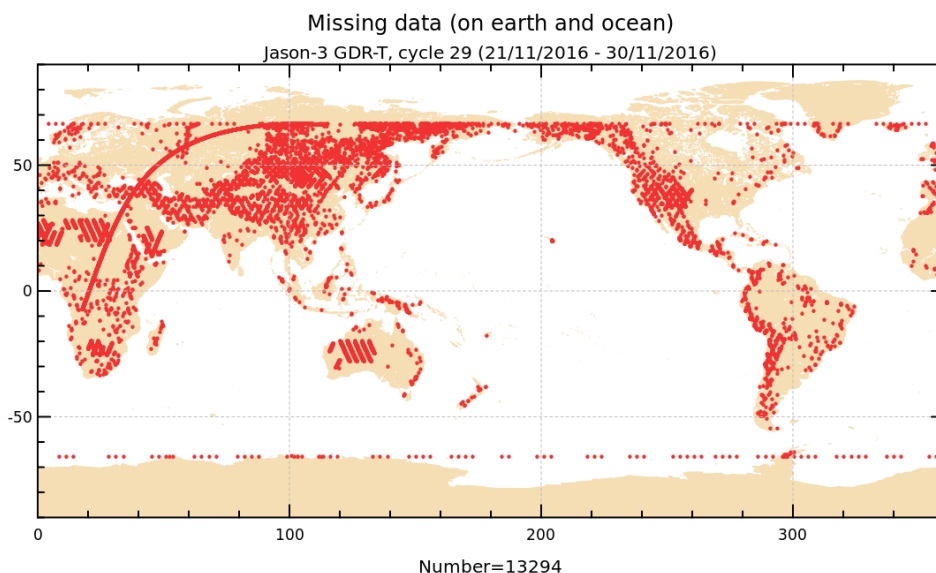 Missing data (on earth and ocean)
Jason-3 GDR-T, cycle 29 (21/11/2016 - 30/11/2016)
50
0
-50
0 100 200 300
Number=13294